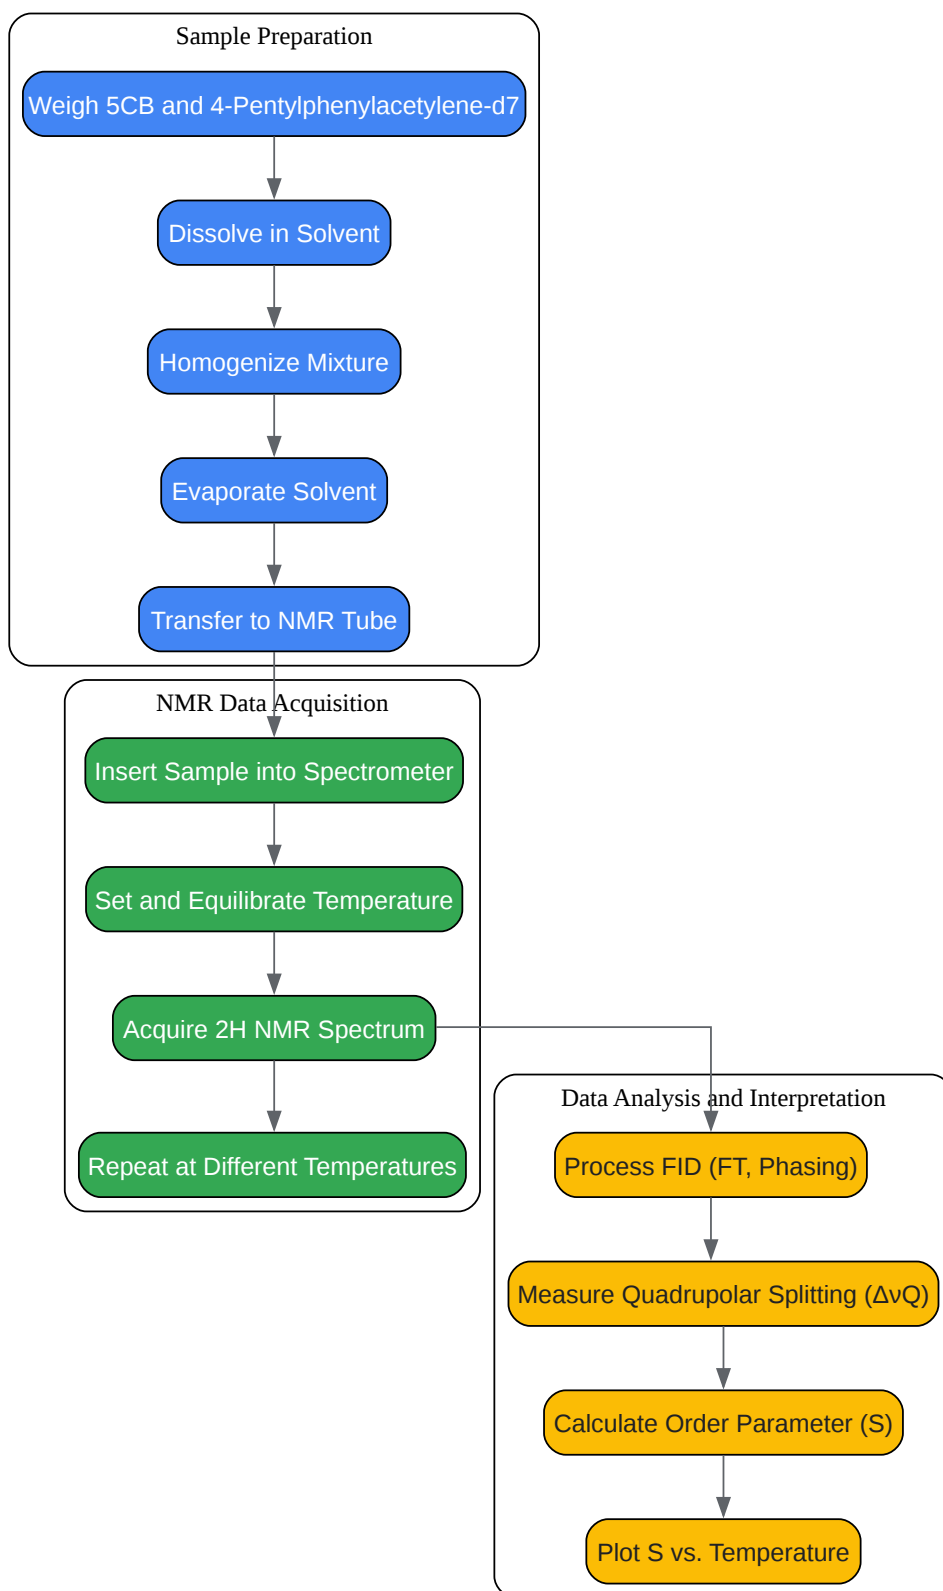 Sample Preparation
Weigh 5CB and 4-Pentylphenylacetylene-d7
Dissolve in Solvent
Homogenize Mixture
Evaporate Solvent
Transfer to NMR Tube
NMR Data Acquisition
Insert Sample into Spectrometer
Set and Equilibrate Temperature
Acquire 2H NMR Spectrum
Repeat at Different Temperatures
Data Analysis and Interpretation
Process FID (FT, Phasing)
Measure Quadrupolar Splitting (ΔνQ)
Calculate Order Parameter (S)
Plot S vs. Temperature